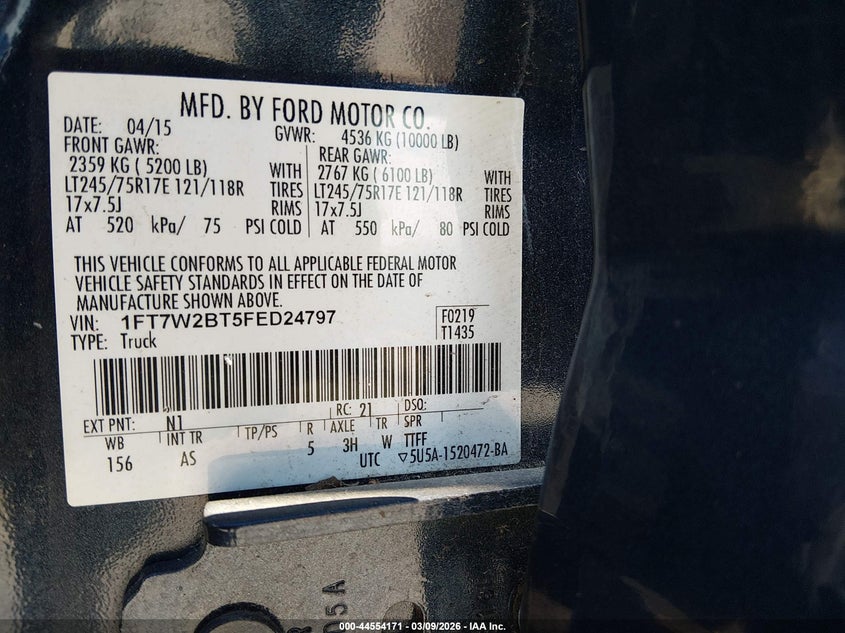 MFD. BY FORD MOTOR CO.
DATE: 04/15 GVWR: 4536 KG (10000 LB)
FRONT GAWR: REAR GAWR:
2359 KG ( 5200 LB) WITH 2767 KG ( 6100 LB) WITH
LT245/75R17E 121/118R TIRES LT245/75R17E 121/118R TIRES
17x7.5J RIMS 17x7.5J RIMS
AT 520 kPa/ 75 PSI COLD AT 550 kPa/ 80 PSI COLD
THIS VEHICLE CONFORMS TO ALL APPLICABLE FEDERAL MOTOR
VEHICLE SAFETY STANDARDS IN EFFECT ON THE DATE OF
MANUFACTURE SHOWN ABOVE.
VIN: 1FT7W2BT5FED24797 F0219
TYPE: Truck T1435
EXT PNT: N1 RC: 21 DSO:
WB INT TR TP/PS R AXLE TR SPR
156 AS 5 3H W TTFF
UTC ▽5U5A-1520472-BA
05A
000-44554171 - 03/09/2026 - IAA Inc.